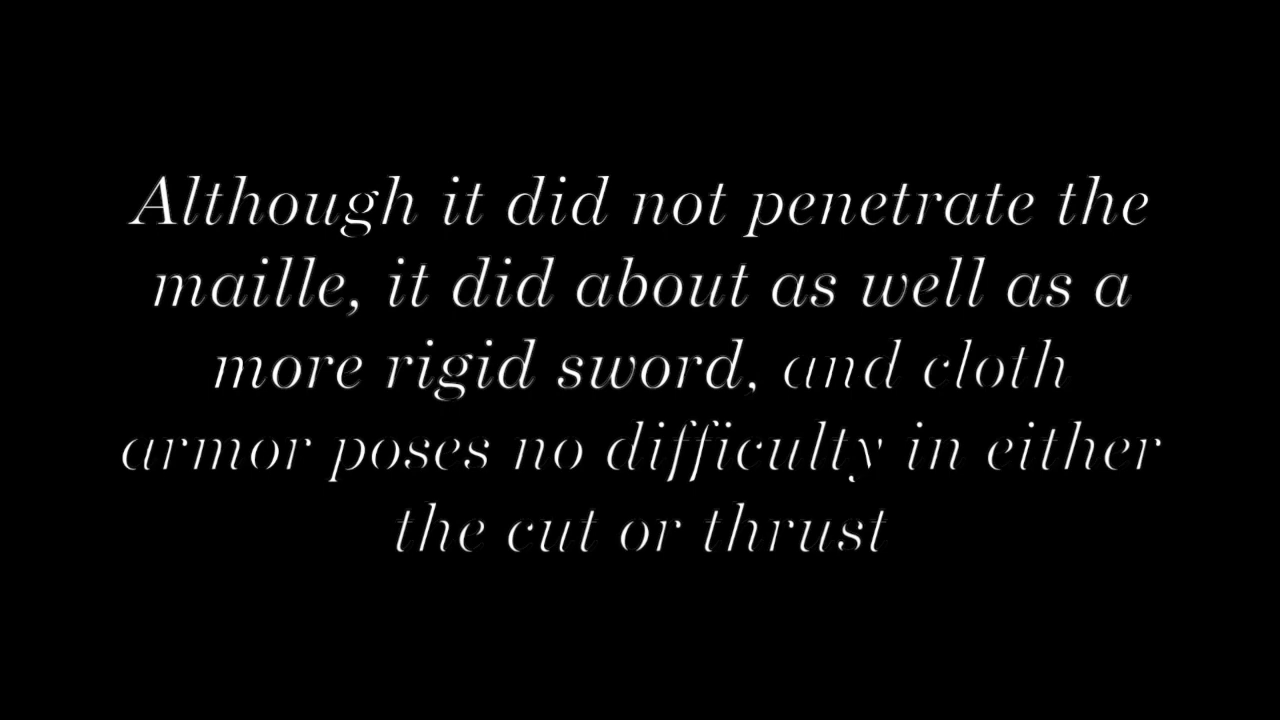 Although it did not penetrate the
maille, it did about as well as a
more rigid sword, and cloth
armor poses no difficulty in either
the cut or thrust